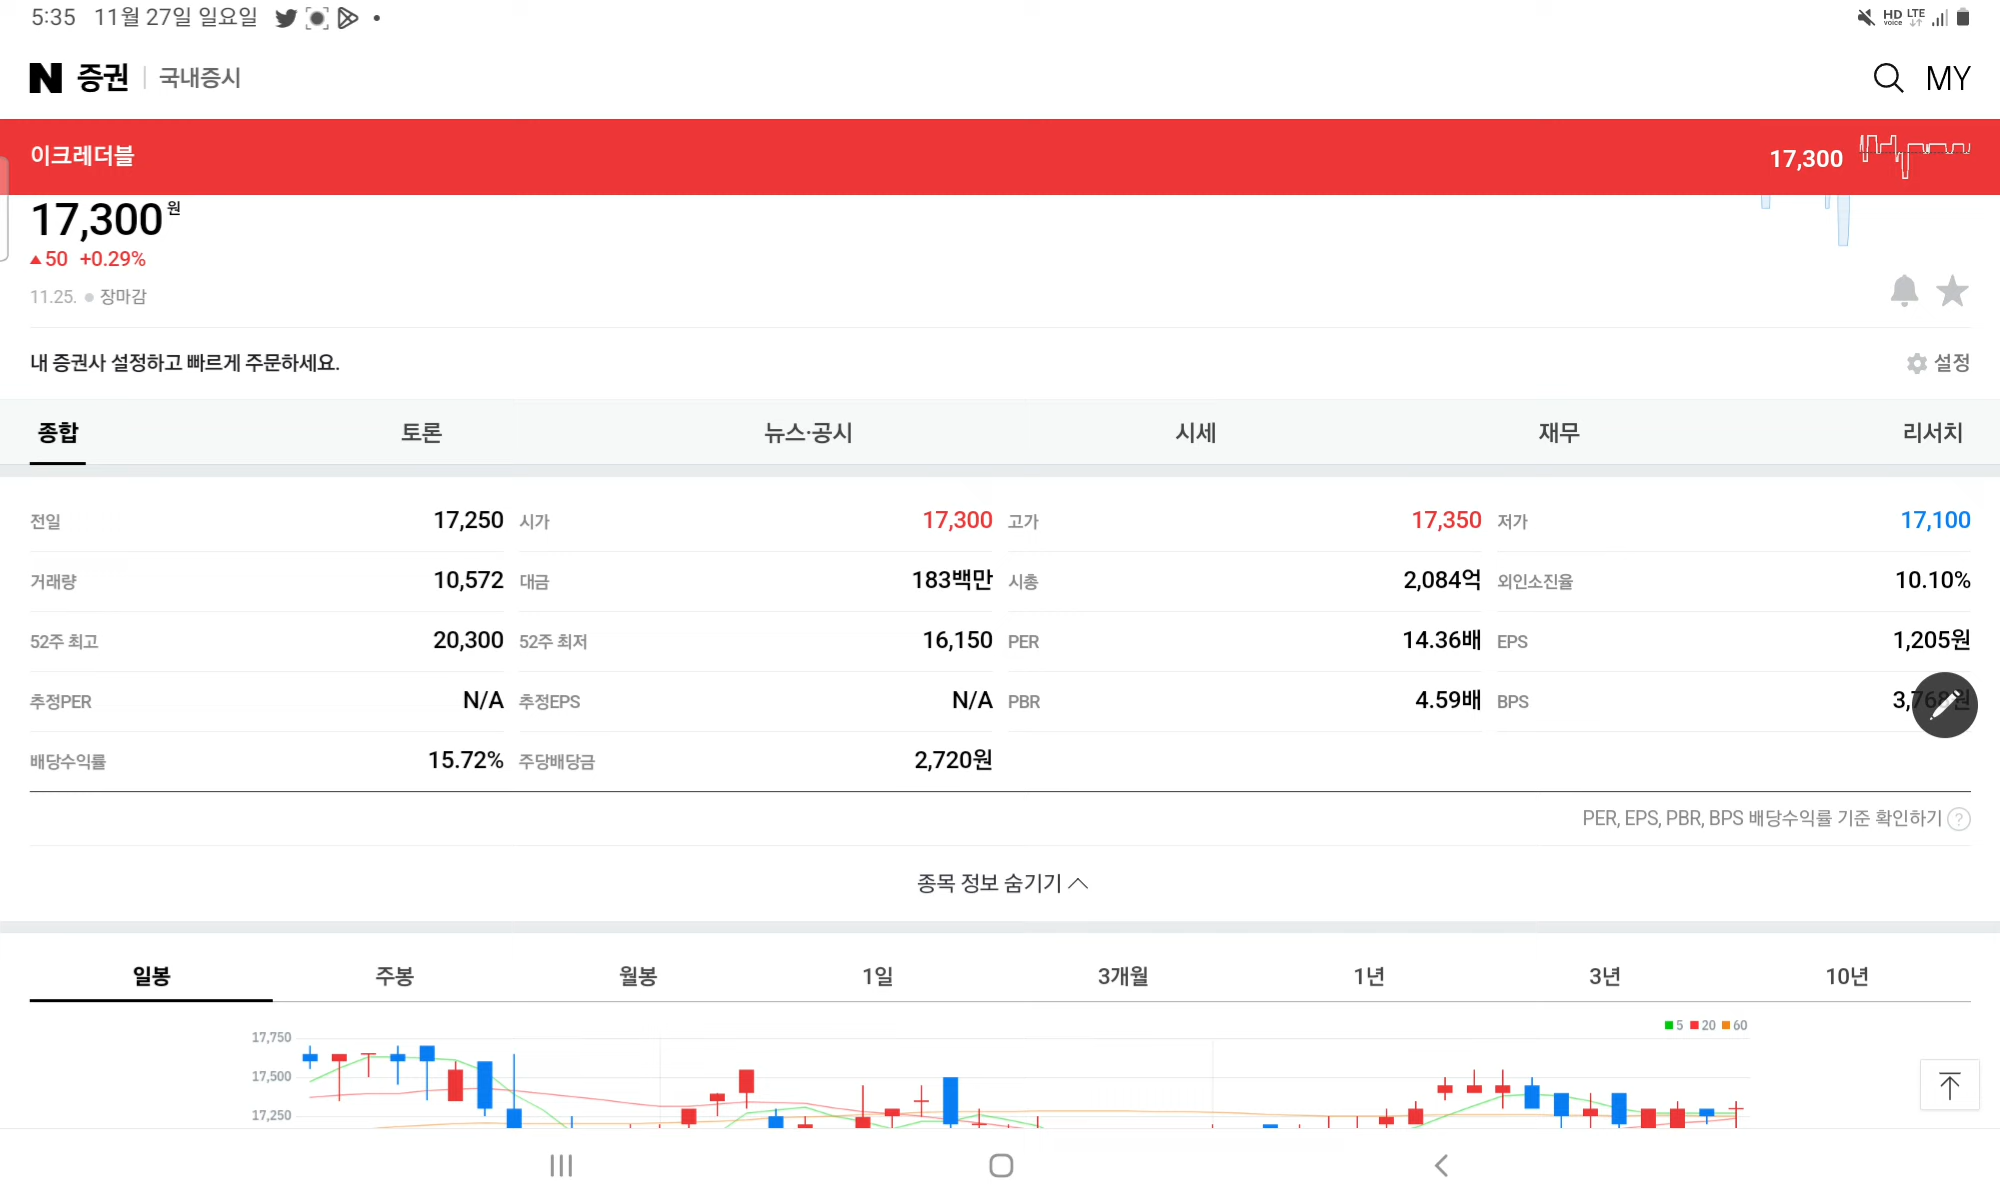 5:35 11월 27일 일요일 HD voice LTE
N 증권 국내증시 MY
이크레더블 17,300
17,300원
▲50 +0.29%
11.25. 장마감
내 증권사 설정하고 빠르게 주문하세요. 설정
종합 토론 뉴스·공시 시세 재무 리서치
전일 17,250 시가 17,300 고가 17,350 저가 17,100
거래량 10,572 대금 183백만 시총 2,084억 외인소진율 10.10%
52주 최고 20,300 52주 최저 16,150 PER 14.36배 EPS 1,205원
추정PER N/A 추정EPS N/A PBR 4.59배 BPS 3,768원
배당수익률 15.72% 주당배당금 2,720원
PER, EPS, PBR, BPS 배당수익률 기준 확인하기 ?
종목 정보 숨기기
일봉 주봉 월봉 1일 3개월 1년 3년 10년
5 20 60
17,750
17,500
17,250